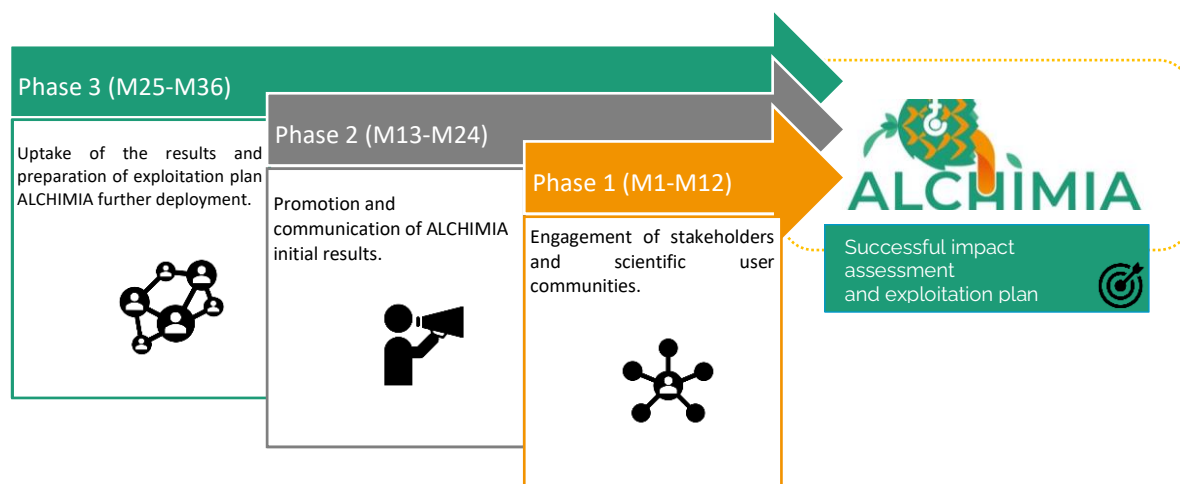 Phase 3 (M25-M36)
Uptake of the results and
preparation of exploitation plan
ALCHIMIA further deployment.
Phase 2 (M13-M24)
Promotion and
communication of ALCHIMIA
initial results.
Phase 1 (M1-M12)
Engagement of stakeholders
and scientific user
communities.
ALCHÌMIA
Successful impact
assessment
and exploitation plan